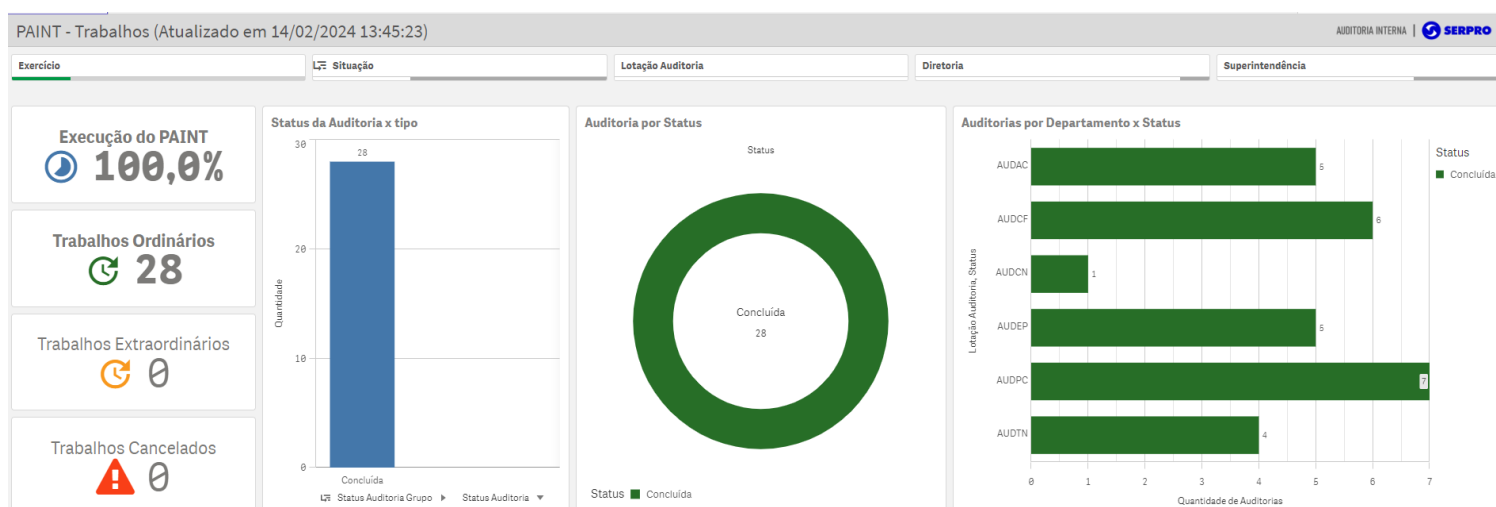 PAINT - Trabalhos (Atualizado em 14/02/2024 13:45:23)
AUDITORIA INTERNA | SERPRO
Exercício
Situação
Lotação Auditoria
Diretoria
Superintendência
Execução do PAINT
100,0%
Trabalhos Ordinários
28
Trabalhos Extraordinários
0
Trabalhos Cancelados
0
Status da Auditoria x tipo
30
28
20
10
0
Quantidade
Concluída
Status Auditoria Grupo
Status Auditoria
Auditoria por Status
Status
Concluída
28
Status
Concluída
Auditorias por Departamento x Status
Lotação Auditoria, Status
AUDAC
5
AUDCF
6
AUDCN
1
AUDEP
5
AUDPC
7
AUDTN
4
0 1 2 3 4 5 6 7
Quantidade de Auditorias
Status
Concluída